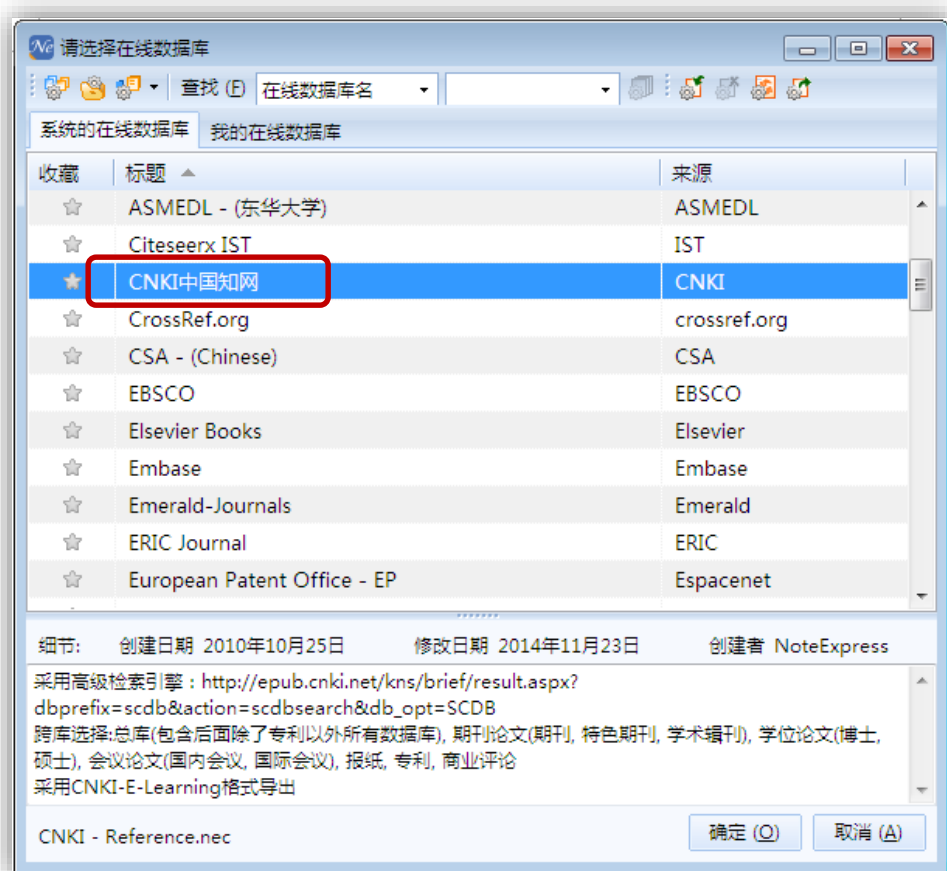 Ne 请选择在线数据库
查找 (F) 在线数据库名
系统的在线数据库 我的在线数据库
收藏 标题 来源
ASMEDL - (东华大学) ASMEDL
Citeseerx IST IST
CNKI中国知网 CNKI
CrossRef.org crossref.org
CSA - (Chinese) CSA
EBSCO EBSCO
Elsevier Books Elsevier
Embase Embase
Emerald-Journals Emerald
ERIC Journal ERIC
European Patent Office - EP Espacenet
细节: 创建日期 2010年10月25日 修改日期 2014年11月23日 创建者 NoteExpress
采用高级检索引擎：http://epub.cnki.net/kns/brief/result.aspx?
dbprefix=scdb&action=scdbsearch&db_opt=SCDB
跨库选择:总库(包含后面除了专利以外所有数据库), 期刊论文(期刊, 特色期刊, 学术辑刊), 学位论文(博士,
硕士), 会议论文(国内会议, 国际会议), 报纸, 专利, 商业评论
采用CNKI-E-Learning格式导出
CNKI - Reference.nec 确定 (O) 取消 (A)